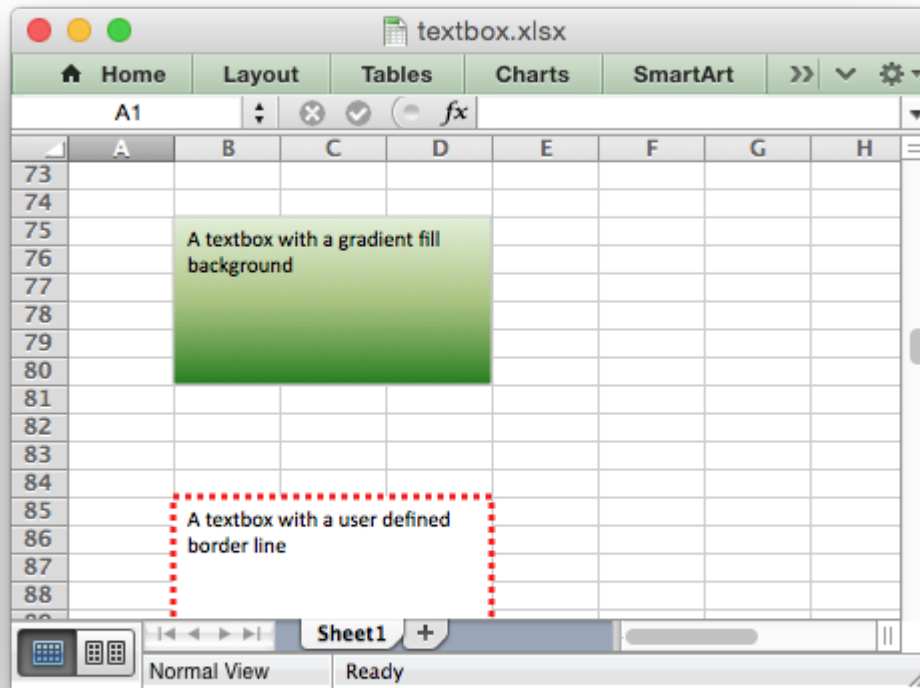 textbox.xlsx
Home Layout Tables Charts SmartArt
A1 fx
A B C D E F G H
73
74
75
A textbox with a gradient fill
76
background
77
78
79
80
81
82
83
84
85
A textbox with a user defined
86
border line
87
88
Sheet1 +
Normal View Ready